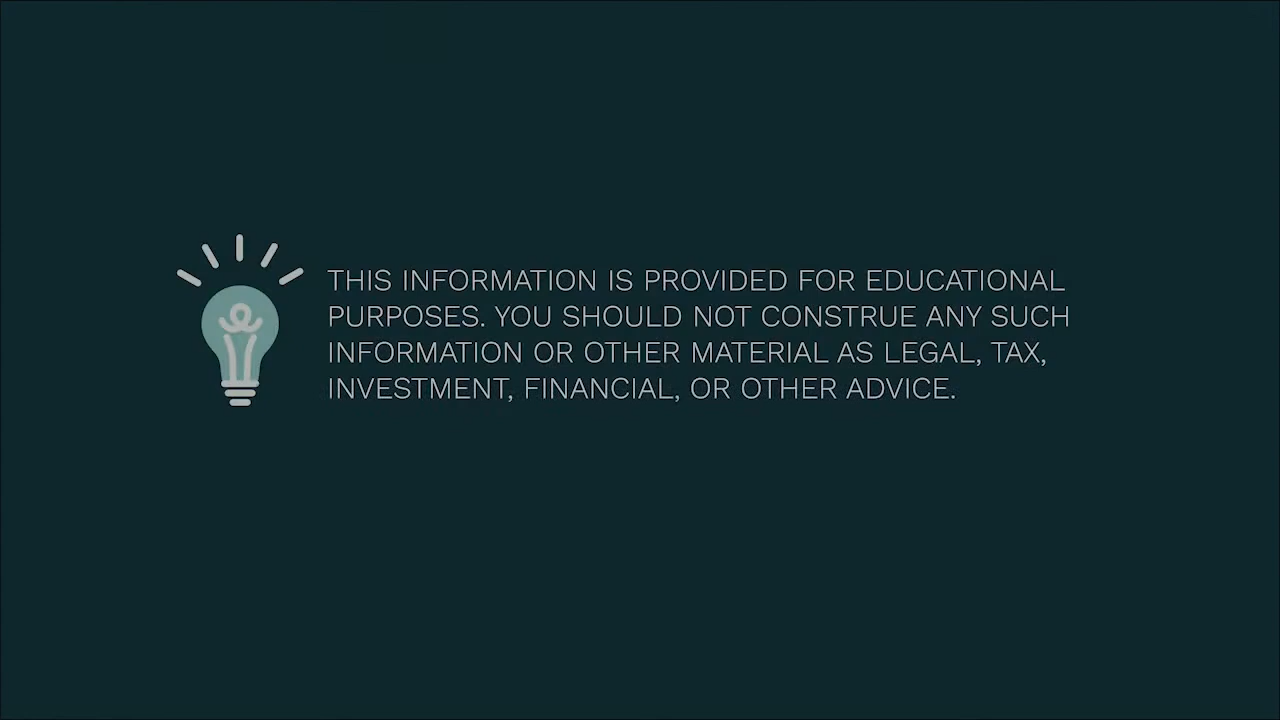 THIS INFORMATION IS PROVIDED FOR EDUCATIONAL
PURPOSES. YOU SHOULD NOT CONSTRUE ANY SUCH
INFORMATION OR OTHER MATERIAL AS LEGAL, TAX,
INVESTMENT, FINANCIAL, OR OTHER ADVICE.